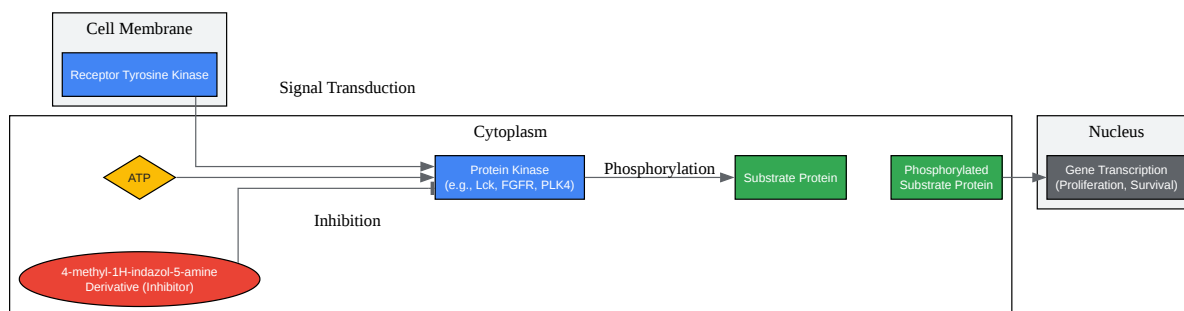 Cell Membrane
Receptor Tyrosine Kinase
Signal Transduction
Cytoplasm
Nucleus
ATP
Protein Kinase
(e.g., Lck, FGFR, PLK4)
Phosphorylation
Substrate Protein
Phosphorylated
Substrate Protein
Gene Transcription
(Proliferation, Survival)
Inhibition
4-methyl-1H-indazol-5-amine
Derivative (Inhibitor)